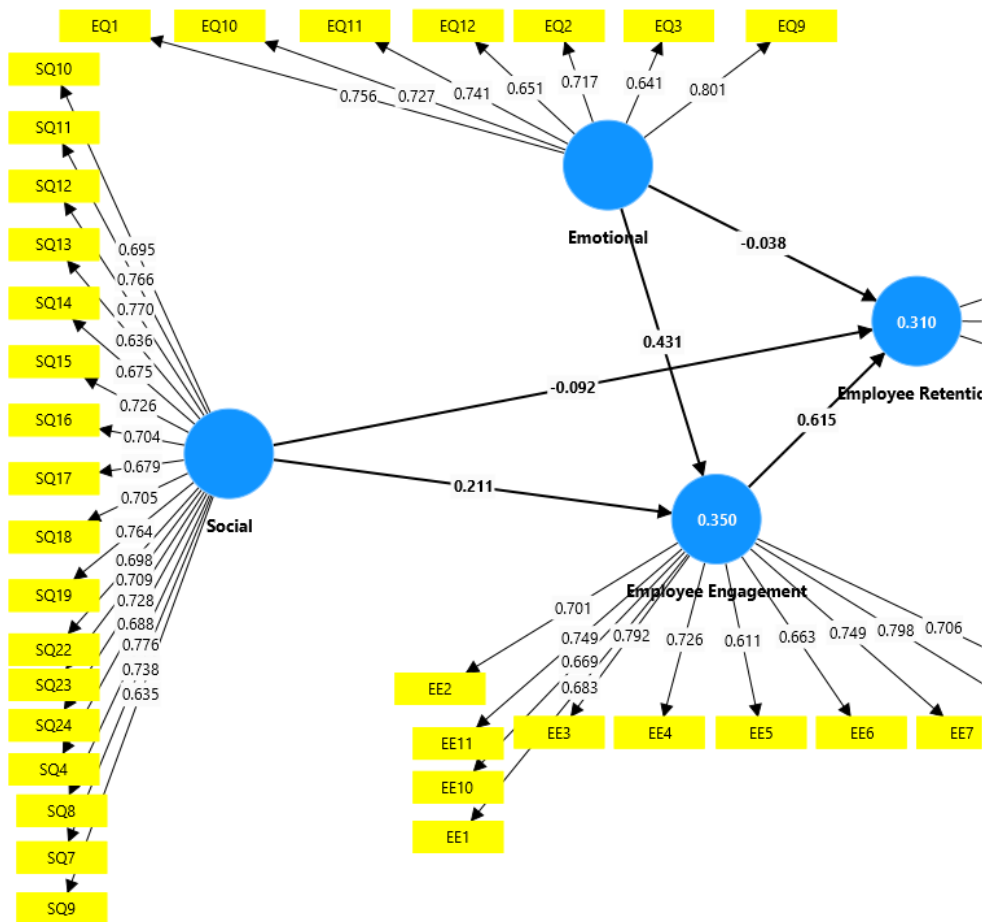 EQ1
EQ10
EQ11
EQ12
EQ2
EQ3
EQ9
0.756
0.727
0.741
0.651
0.717
0.641
0.801
SQ10
SQ11
SQ12
SQ13
SQ14
SQ15
SQ16
SQ17
SQ18
SQ19
SQ22
SQ23
SQ24
SQ4
SQ8
SQ7
SQ9
0.695
0.766
0.770
0.636
0.675
0.726
0.704
0.679
0.705
0.764
0.698
0.709
0.728
0.688
0.776
0.738
0.635
Emotional
-0.038
0.431
-0.092
0.310
Employee Retentic
0.615
0.211
Social
0.350
Employee Engagement
0.701
0.749
0.669
0.683
0.792
0.726
0.611
0.663
0.749
0.798
0.706
EE2
EE11
EE10
EE1
EE3
EE4
EE5
EE6
EE7